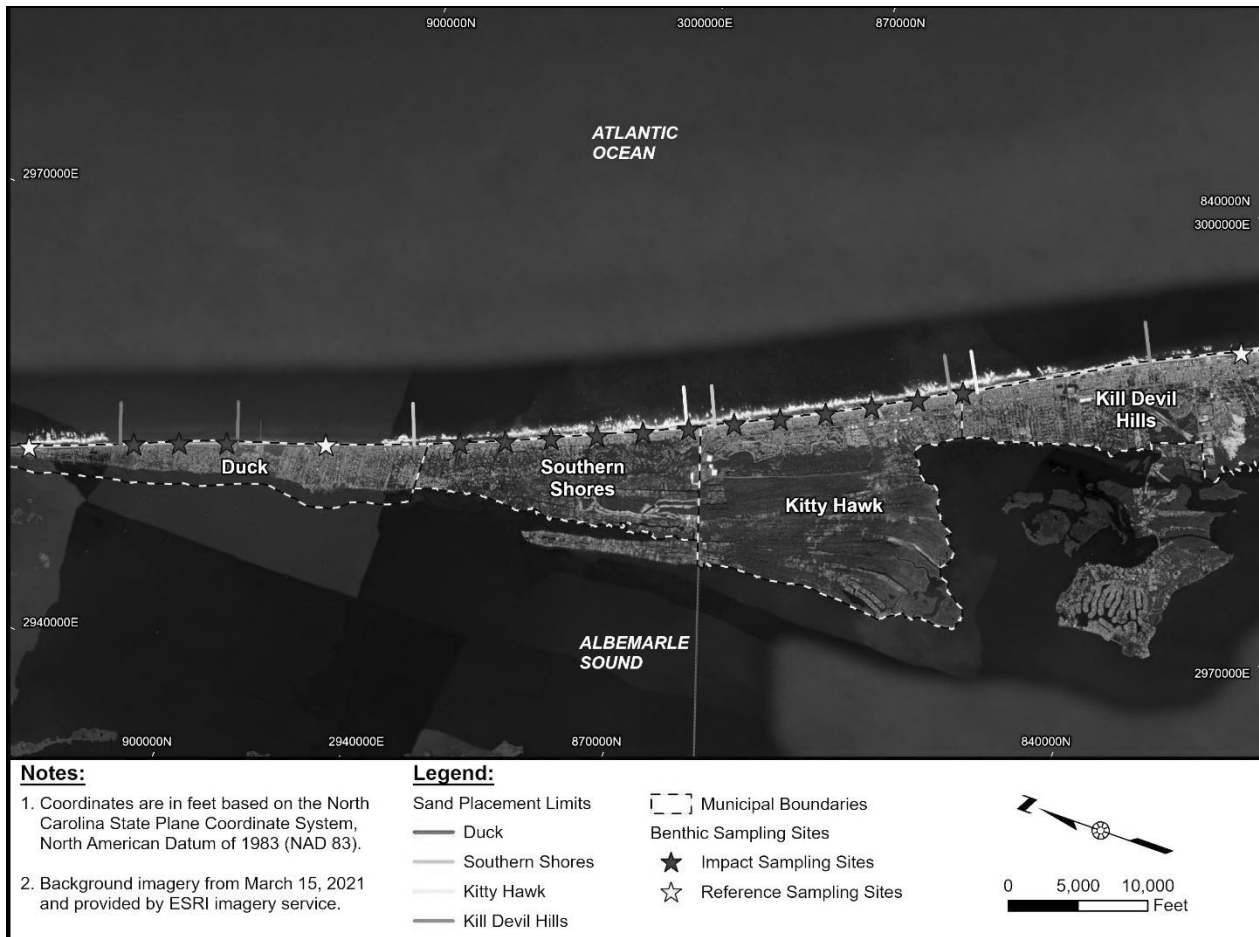 900000N
3000000E
870000N
ATLANTIC
OCEAN
2970000E
840000N
3000000E
Kill Devil
Hills
Duck
Southern
Shores
Kitty Hawk
2940000E
ALBEMARLE
SOUND
2970000E
900000N
2940000E
870000N
840000N
Notes:
1. Coordinates are in feet based on the North
Carolina State Plane Coordinate System,
North American Datum of 1983 (NAD 83).
2. Background imagery from March 15, 2021
and provided by ESRI imagery service.
Legend:
Sand Placement Limits
Duck
Southern Shores
Kitty Hawk
Kill Devil Hills
Municipal Boundaries
Benthic Sampling Sites
Impact Sampling Sites
Reference Sampling Sites
N
0 5,000 10,000
Feet